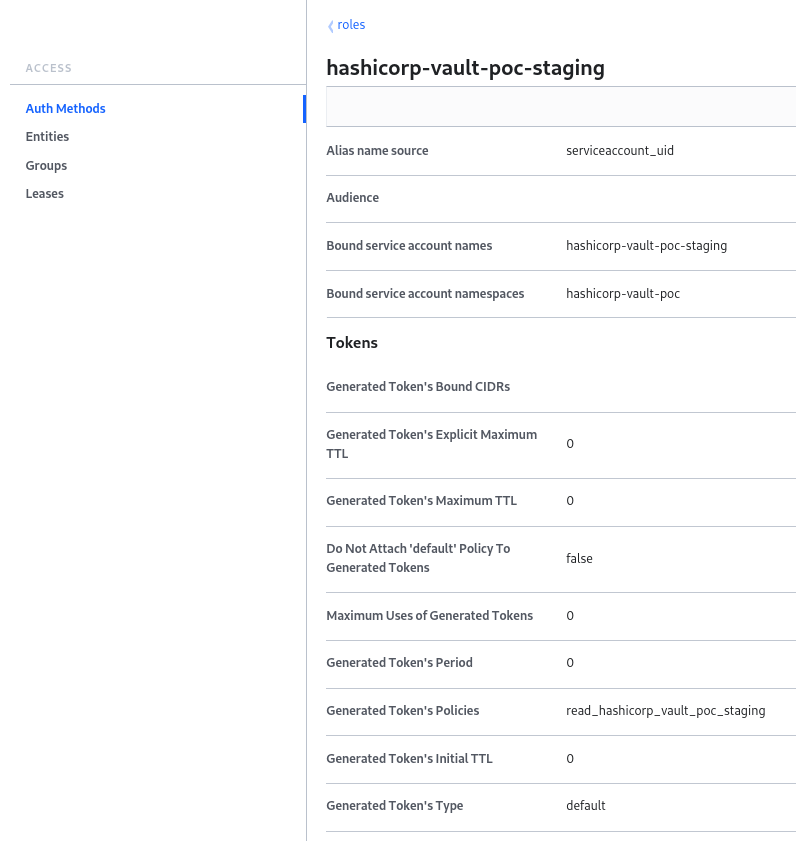 ACCESS
Auth Methods
Entities
Groups
Leases
❮ roles
hashicorp-vault-poc-staging
Alias name source serviceaccount_uid
Audience
Bound service account names hashicorp-vault-poc-staging
Bound service account namespaces hashicorp-vault-poc
Tokens
Generated Token's Bound CIDRs
Generated Token's Explicit Maximum
TTL 0
Generated Token's Maximum TTL 0
Do Not Attach 'default' Policy To
Generated Tokens false
Maximum Uses of Generated Tokens 0
Generated Token's Period 0
Generated Token's Policies read_hashicorp_vault_poc_staging
Generated Token's Initial TTL 0
Generated Token's Type default